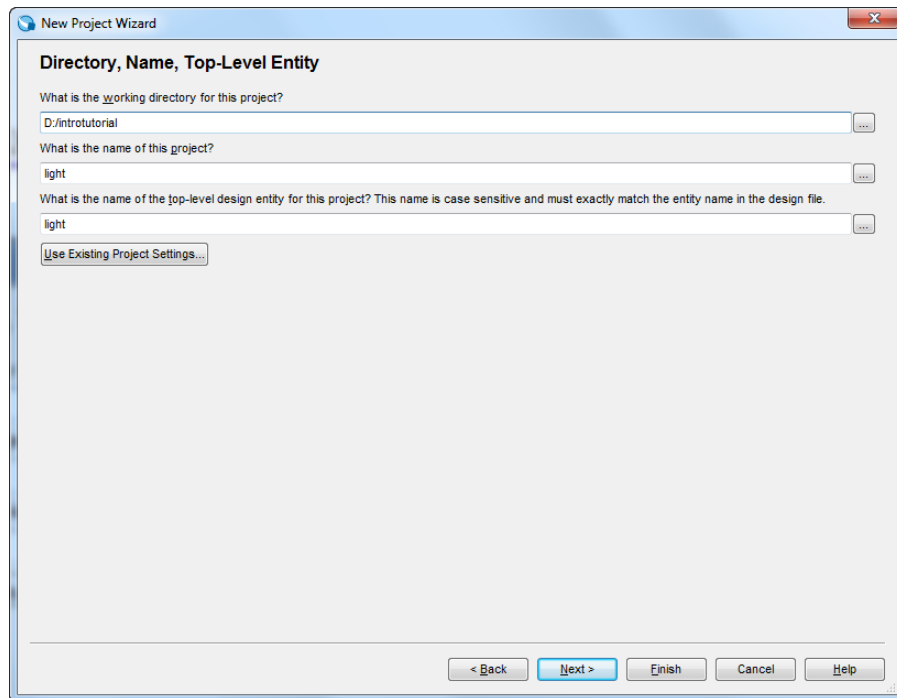 New Project Wizard
Directory, Name, Top-Level Entity
What is the working directory for this project?
D:/introtutorial
...
What is the name of this project?
light
...
What is the name of the top-level design entity for this project? This name is case sensitive and must exactly match the entity name in the design file.
light
...
Use Existing Project Settings...
< Back Next > Finish Cancel Help